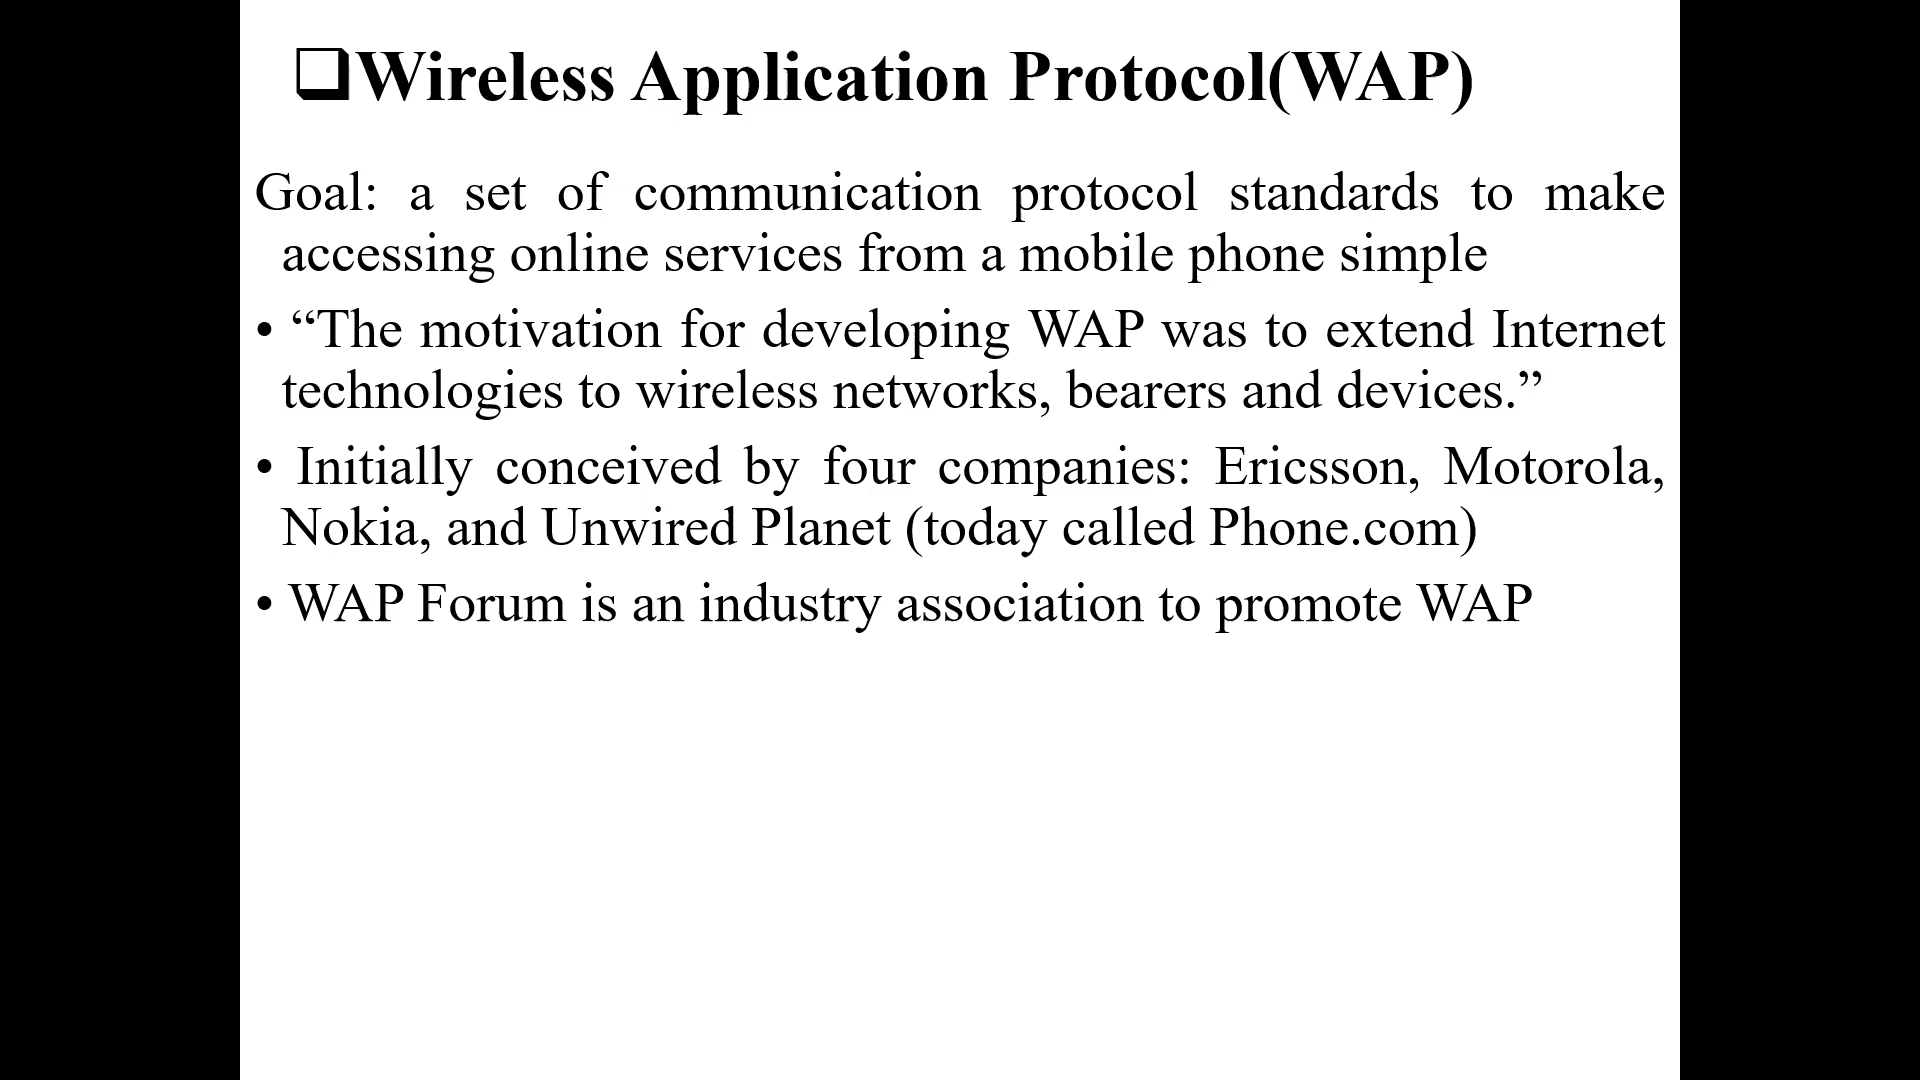 ❑Wireless Application Protocol(WAP)
Goal: a set of communication protocol standards to make
accessing online services from a mobile phone simple
• “The motivation for developing WAP was to extend Internet
technologies to wireless networks, bearers and devices.”
• Initially conceived by four companies: Ericsson, Motorola,
Nokia, and Unwired Planet (today called Phone.com)
• WAP Forum is an industry association to promote WAP